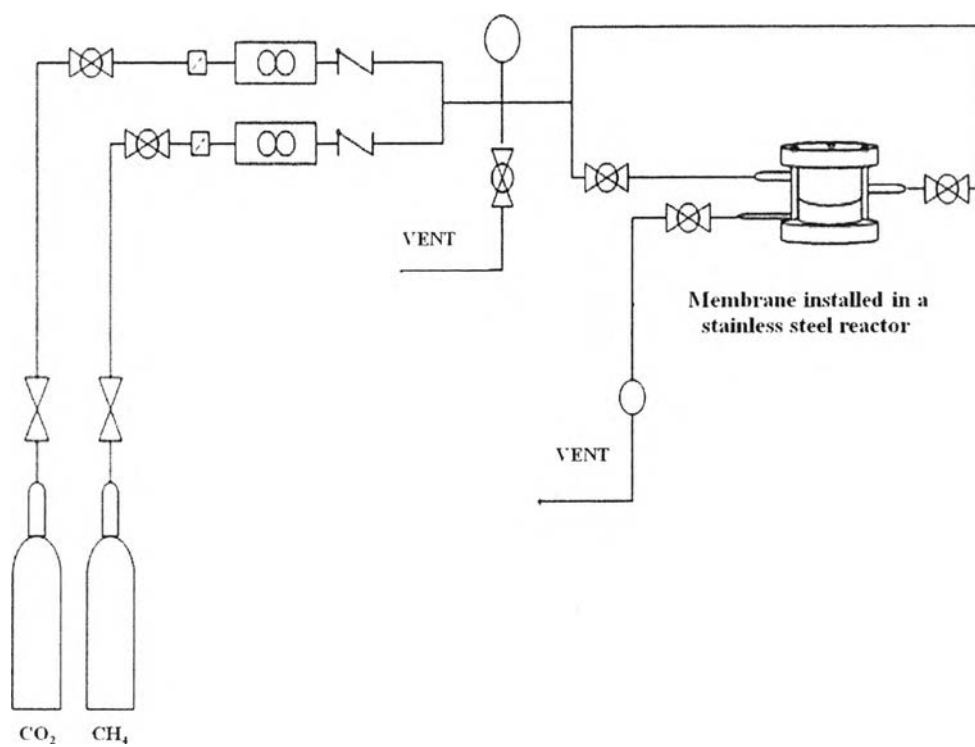 VENT
Membrane installed in a
stainless steel reactor
VENT
CO₂
CH₄